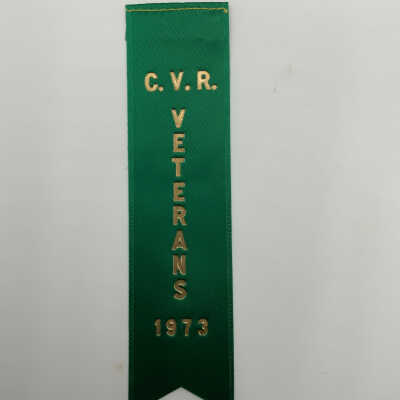 C. V. R.
VETERANS
1973